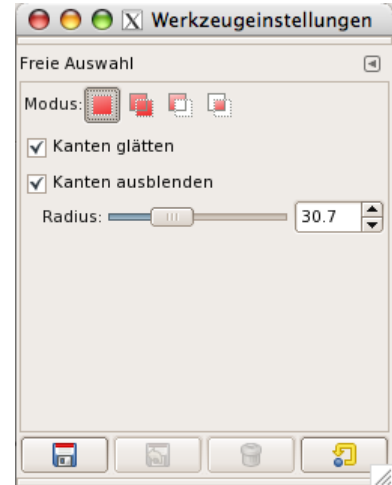 Werkzeugeinstellungen
Freie Auswahl
Modus:
Kanten glätten
Kanten ausblenden
Radius: 30.7